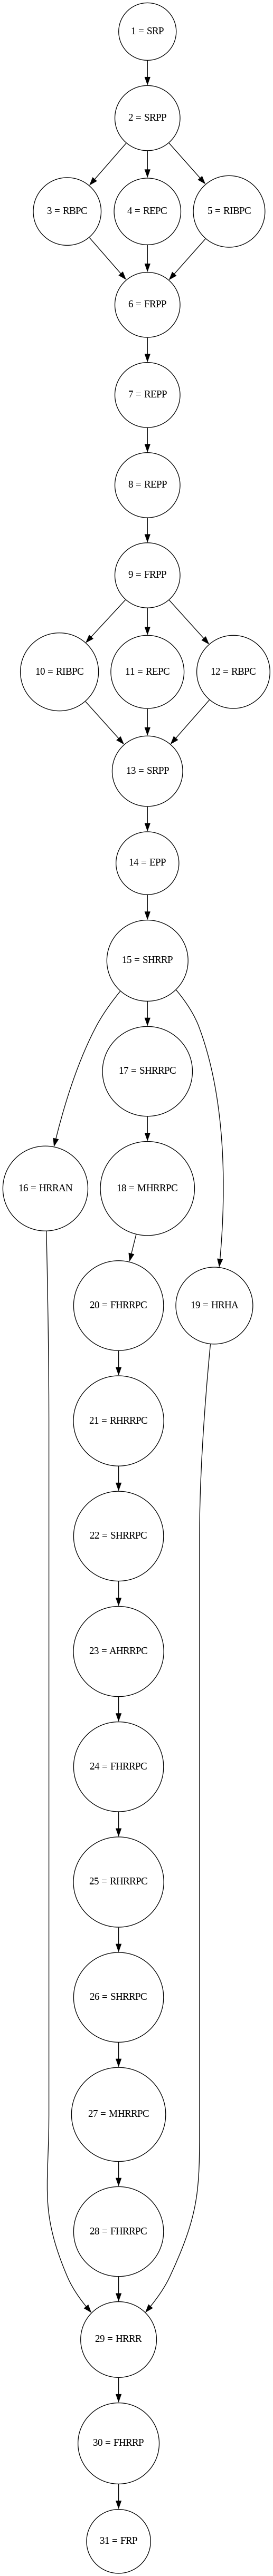 1 = SRP
2 = SRPP
3 = RBPC
4 = REPC
5 = RIBPC
6 = FRPP
7 = REPP
8 = REPP
9 = FRPP
10 = RIBPC
11 = REPC
12 = RBPC
13 = SRPP
14 = EPP
15 = SHRRP
17 = SHRRPC
16 = HRRAN
18 = MHRRPC
20 = FHRRPC
19 = HRHA
21 = RHRRPC
22 = SHRRPC
23 = AHRRPC
24 = FHRRPC
25 = RHRRPC
26 = SHRRPC
27 = MHRRPC
28 = FHRRPC
29 = HRRR
30 = FHRRP
31 = FRP